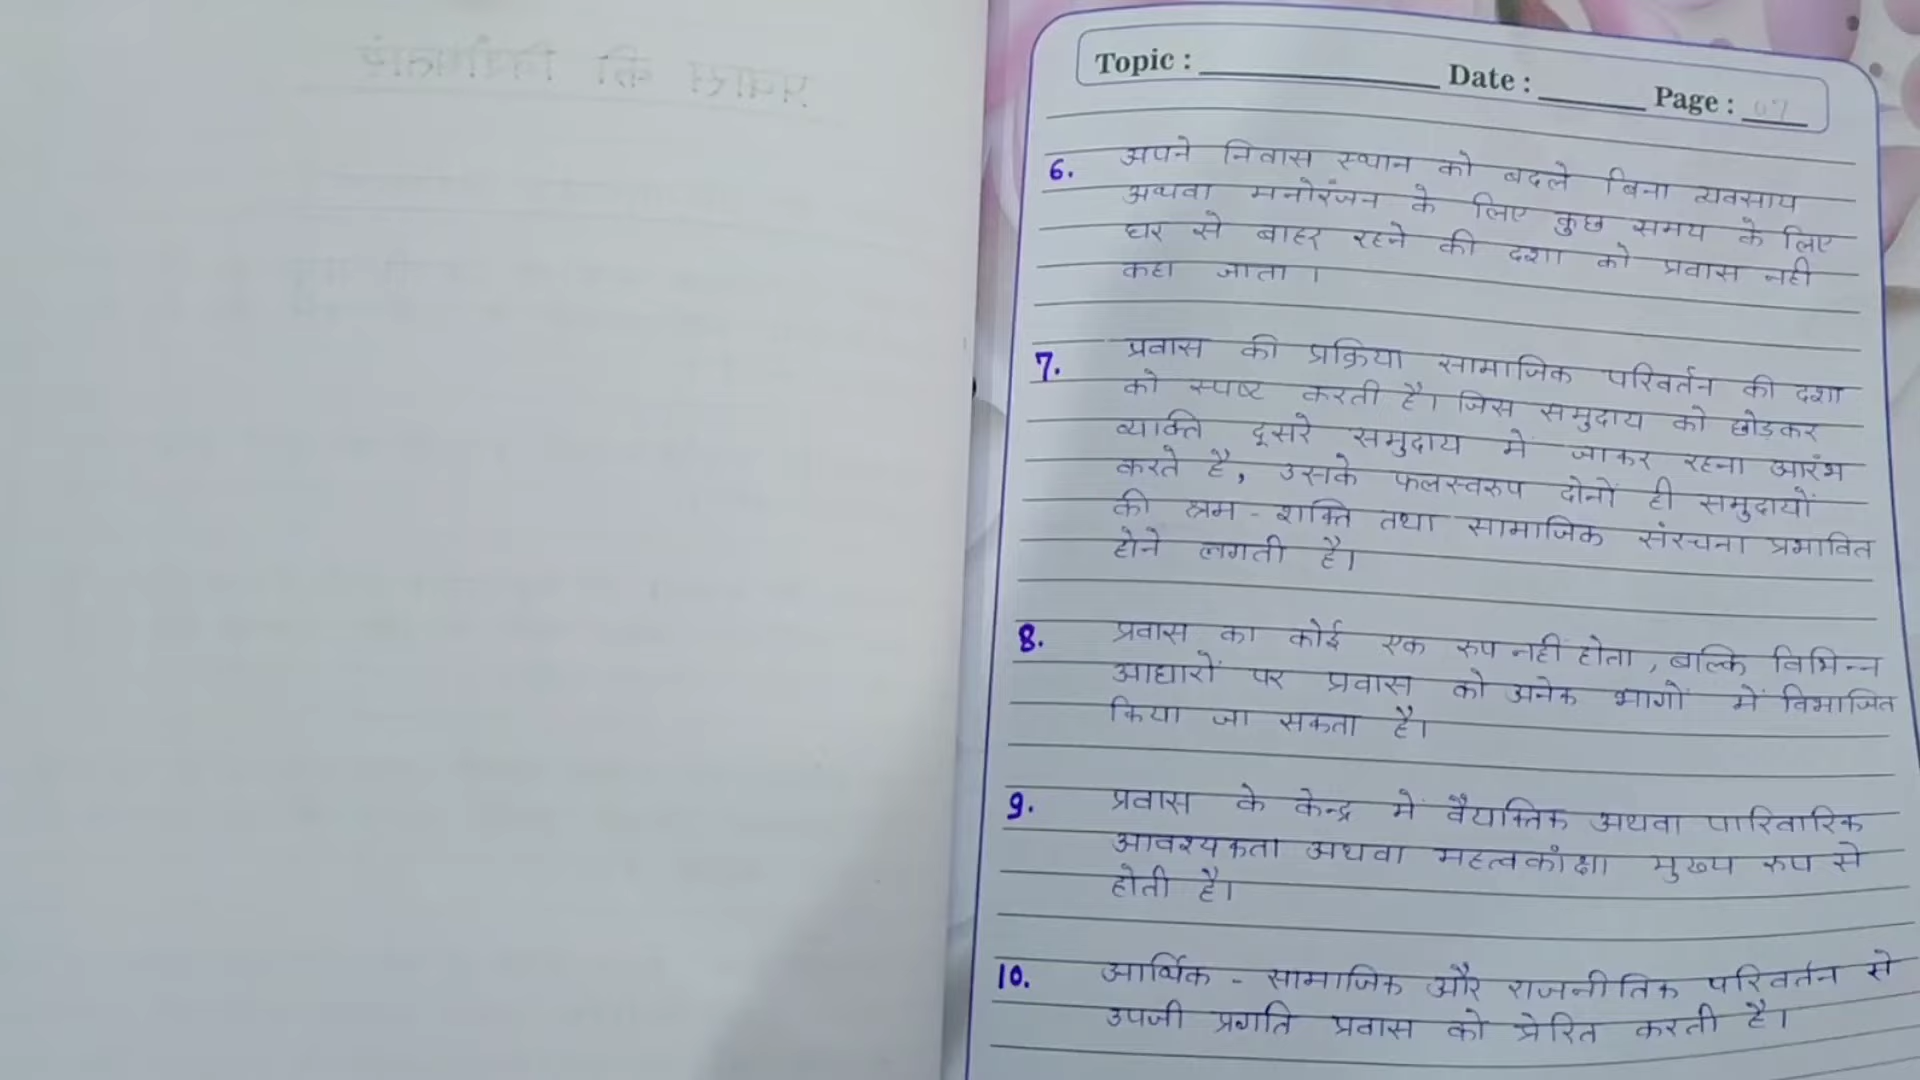 प्रवास की विशेषताएं
Topic : Date : Page : 07
6. अपने निवास स्थान को बदले बिना व्यवसाय
अथवा मनोरंजन के लिए कुछ समय के लिए
घर से बाहर रहने की दशा को प्रवास नही
कहा जाता।
7. प्रवास की प्रक्रिया सामाजिक परिवर्तन की दशा
को स्पष्ट करती है। जिस समुदाय को छोड़कर
व्यक्ति दूसरे समुदाय में जाकर रहना आरंभ
करते है, उसके फलस्वरुप दोनों ही समुदायों
की श्रम - शक्ति तथा सामाजिक संरचना प्रभावित
होने लगती है।
8. प्रवास का कोई एक रुप नहीं होता, बल्कि विभिन्न
आधारों पर प्रवास को अनेक भागों में विभाजित
किया जा सकता है।
9. प्रवास के केन्द्र में वैयक्तिक अथवा पारिवारिक
आवश्यकता अथवा महत्वकांक्षा मुख्य रुप से
होती है।
10. आर्थिक - सामाजिक और राजनीतिक परिवर्तन से
उपजी प्रगति प्रवास को प्रेरित करती है।